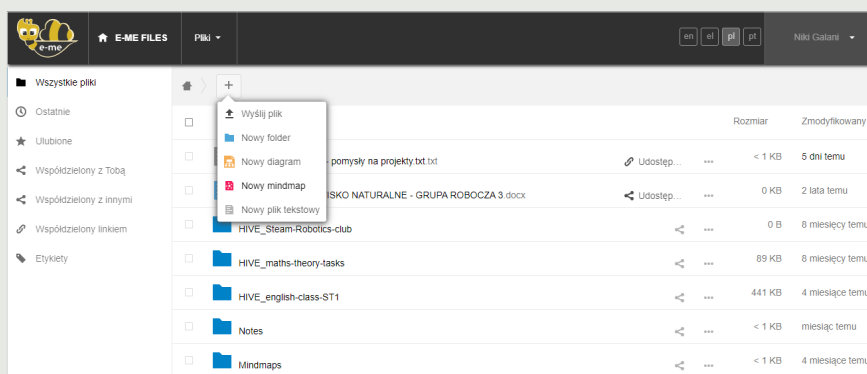 e-me
E-ME FILES
Pliki
en el pl pt
Niki Galani
Wszystkie pliki
Ostatnie
Ulubione
Współdzielony z Tobą
Współdzielony z innymi
Współdzielony linkiem
Etykiety
+
Wyślij plik
Nowy folder
Nowy diagram
Nowy mindmap
Nowy plik tekstowy
Rozmiar Zmodyfikowany
- pomysły na projekty.txt.txt Udostęp... < 1 KB 5 dni temu
ISKO NATURALNE - GRUPA ROBOCZA 3.docx Udostęp... 0 KB 2 lata temu
HIVE_Steam-Robotics-club 0 B 8 miesięcy temu
HIVE_maths-theory-tasks 89 KB 8 miesięcy temu
HIVE_english-class-ST1 441 KB 4 miesiące temu
Notes < 1 KB miesiąc temu
Mindmaps < 1 KB 4 miesiące temu